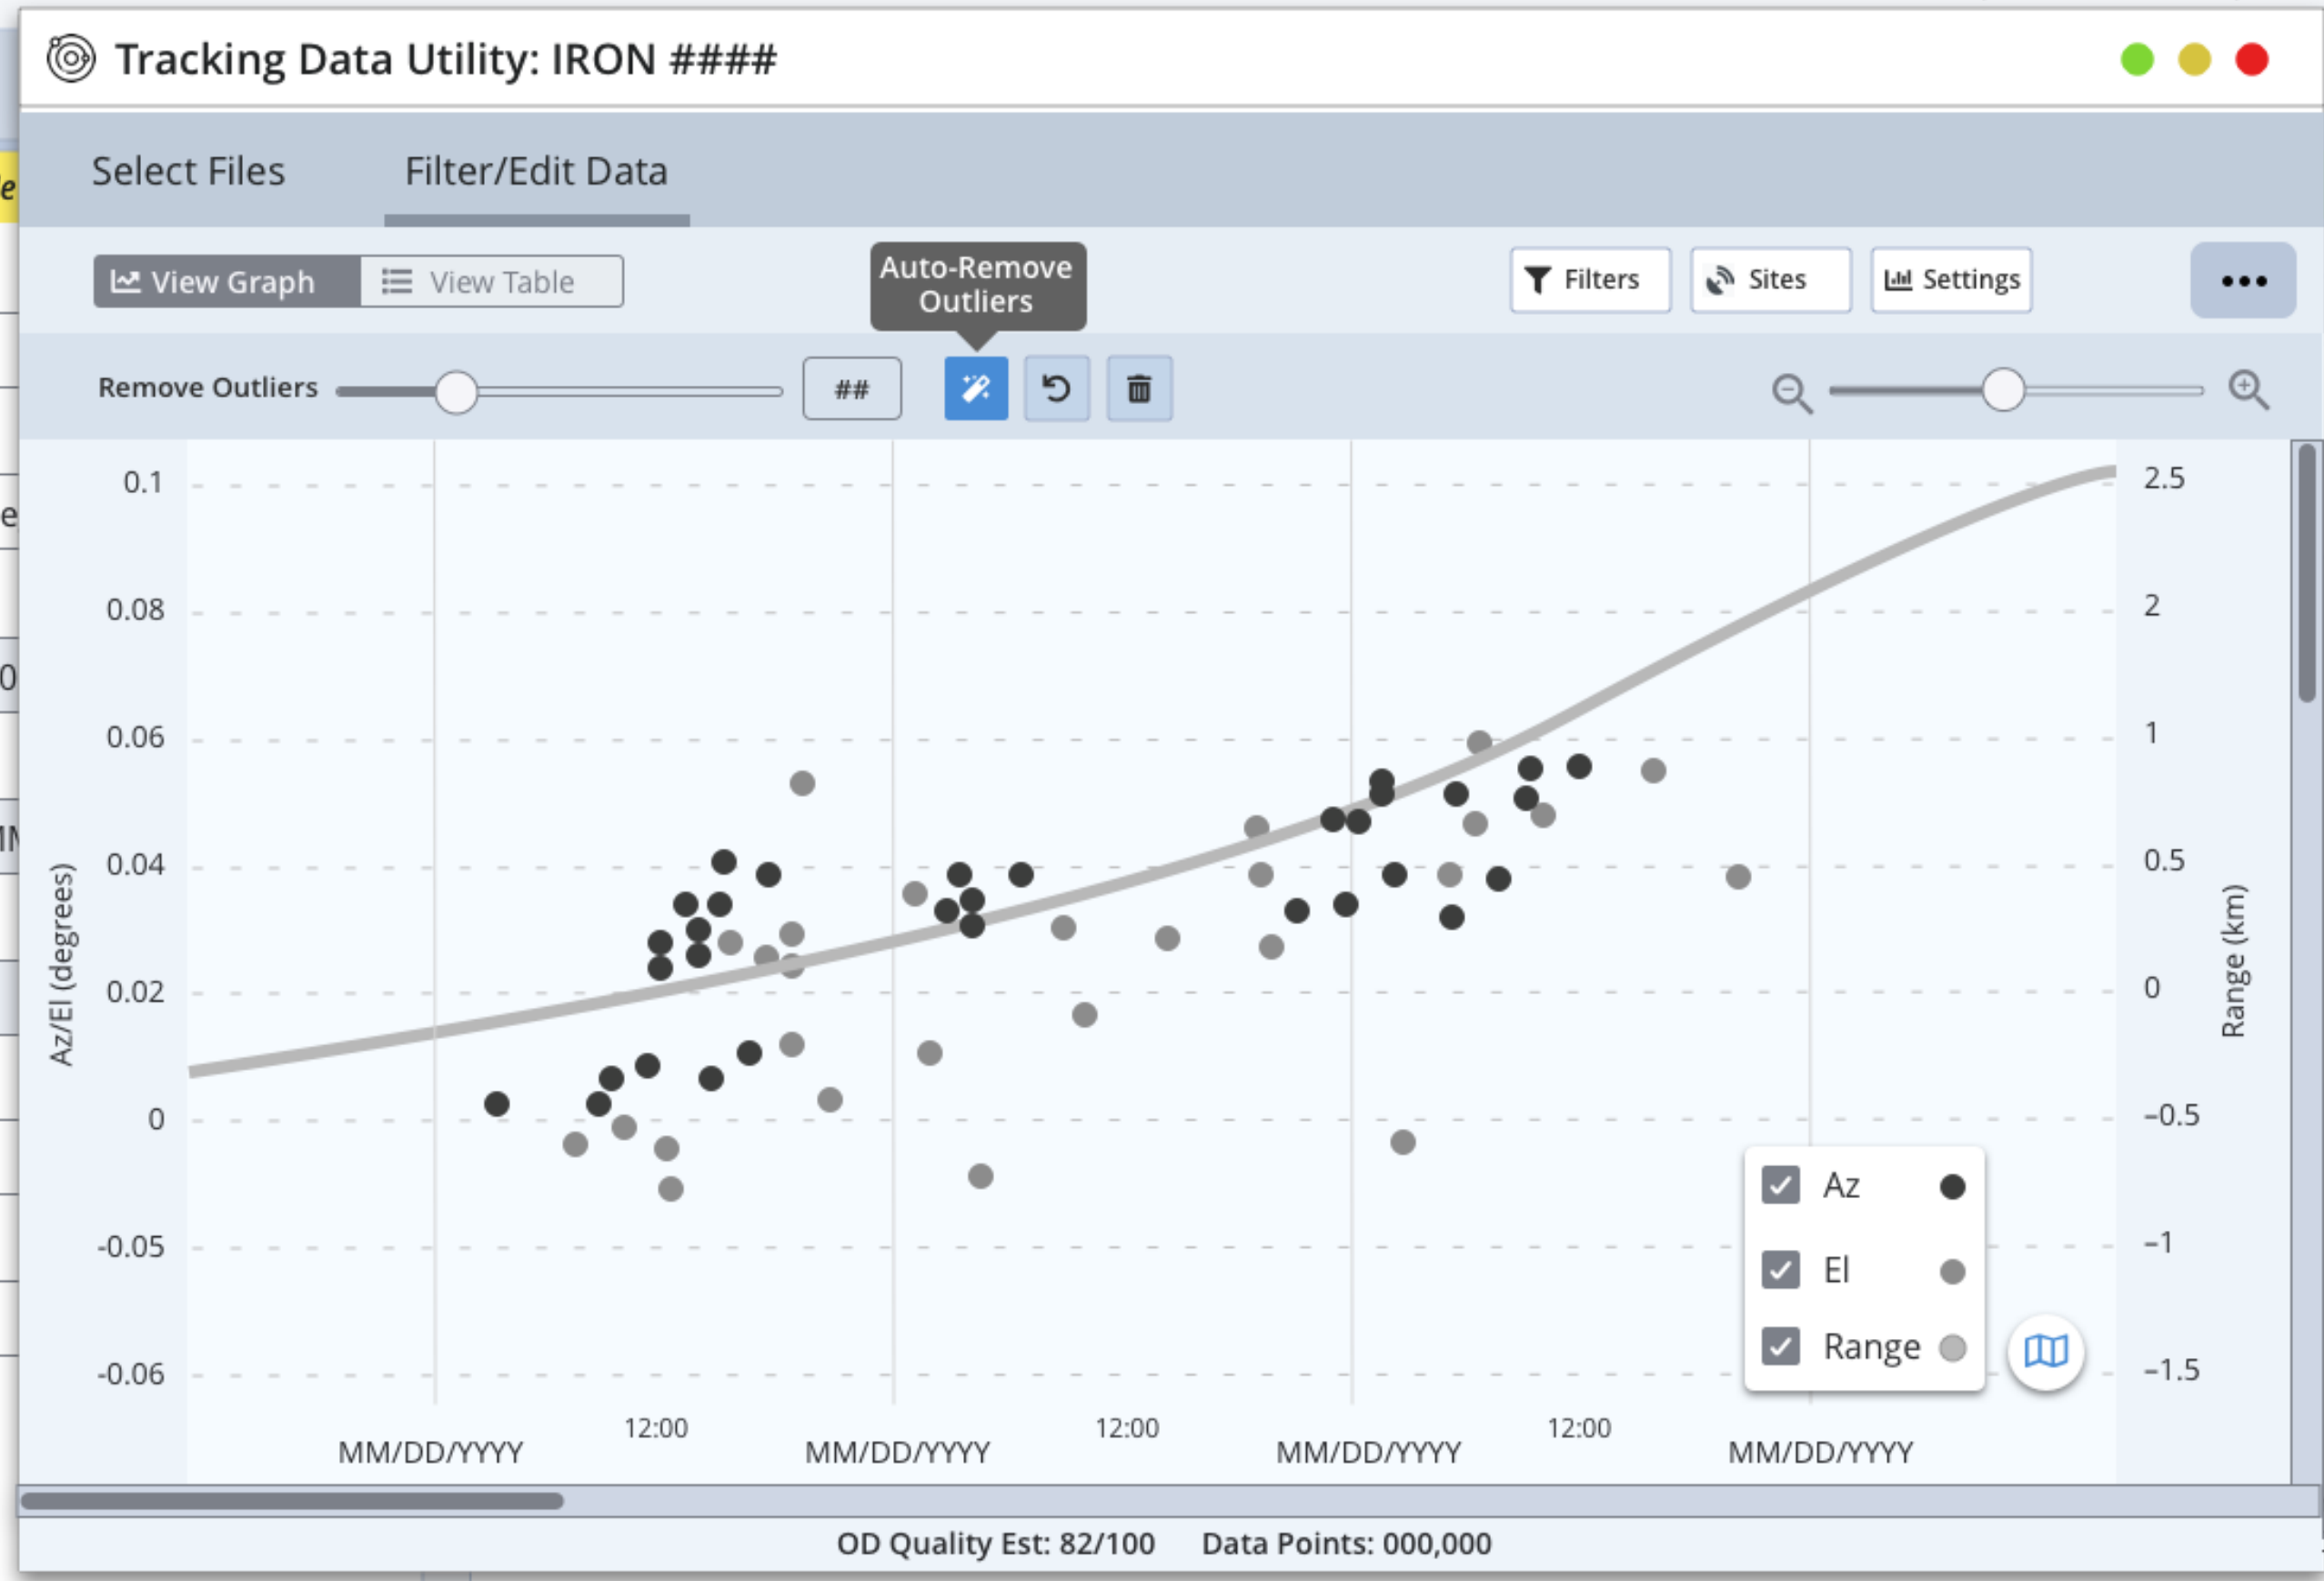 Tracking Data Utility: IRON ####
Select Files
Filter/Edit Data
View Graph
View Table
Auto-Remove
Outliers
Filters
Sites
Settings
Remove Outliers
##
0.1
0.08
0.06
0.04
0.02
0
-0.05
-0.06
Az/El (degrees)
2.5
2
1
0.5
0
–0.5
–1
–1.5
Range (km)
Az
El
Range
12:00
12:00
12:00
MM/DD/YYYY
MM/DD/YYYY
MM/DD/YYYY
MM/DD/YYYY
OD Quality Est: 82/100
Data Points: 000,000